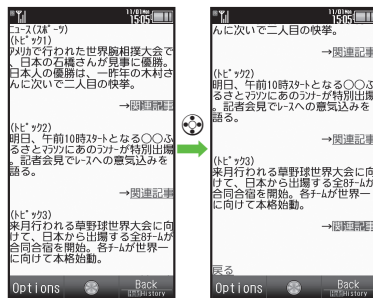 11/01
15:05
ニュース(スポーツ)
(トピック1)
アメリカで行われた世界腕相撲大会で
、日本の石橋さんが見事に優勝。
日本人の優勝は、一昨年の木村さ
んに次いで二人目の快挙。
→関連記事
(トピック2)
明日、午前10時スタートとなる○○ふ
るさとマラソンにあのランナーが特別出場
。記者会見でレースへの意気込みを
語る。
→関連記事
(トピック3)
来月行われる草野球世界大会に向
けて、日本から出場する全8チームが
合同合宿を開始。各チームが世界一
に向けて本格始動。
Options
Back
History
11/01
15:05
んに次いで二人目の快挙。
→関連記事
(トピック2)
明日、午前10時スタートとなる○○ふ
るさとマラソンにあのランナーが特別出場
。記者会見でレースへの意気込みを
語る。
→関連記事
(トピック3)
来月行われる草野球世界大会に向
けて、日本から出場する全8チームが
合同合宿を開始。各チームが世界一
に向けて本格始動。
→関連記事
戻る
Options
Back
History